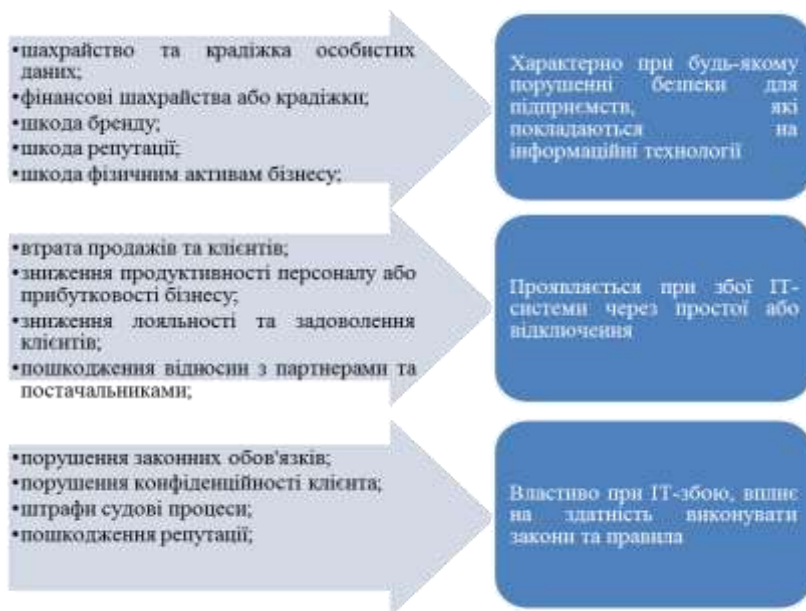 •шахрайство та крадіжка особистих
даних;
•фінансові шахрайства або крадіжки;
•шкода бренду;
•шкода репутації;
•шкода фізичним активам бізнесу;
Характерно при будь-якому
порушенні безпеки для
підприємств, які
покладаються на
інформаційні технології
•втрата продажів та клієнтів;
•зниження продуктивності персоналу або
прибутковості бізнесу;
•зниження лояльності та задоволення
клієнтів;
•пошкодження відносин з партнерами та
постачальниками;
Проявляється при збої ІТ-
системи через простої або
відключення
•порушення законних обов'язків;
•порушення конфіденційності клієнта;
•штрафи судові процеси;
•пошкодження репутації;
Властиво при ІТ-збою, вплиє
на здатність виконувати
закони та правила